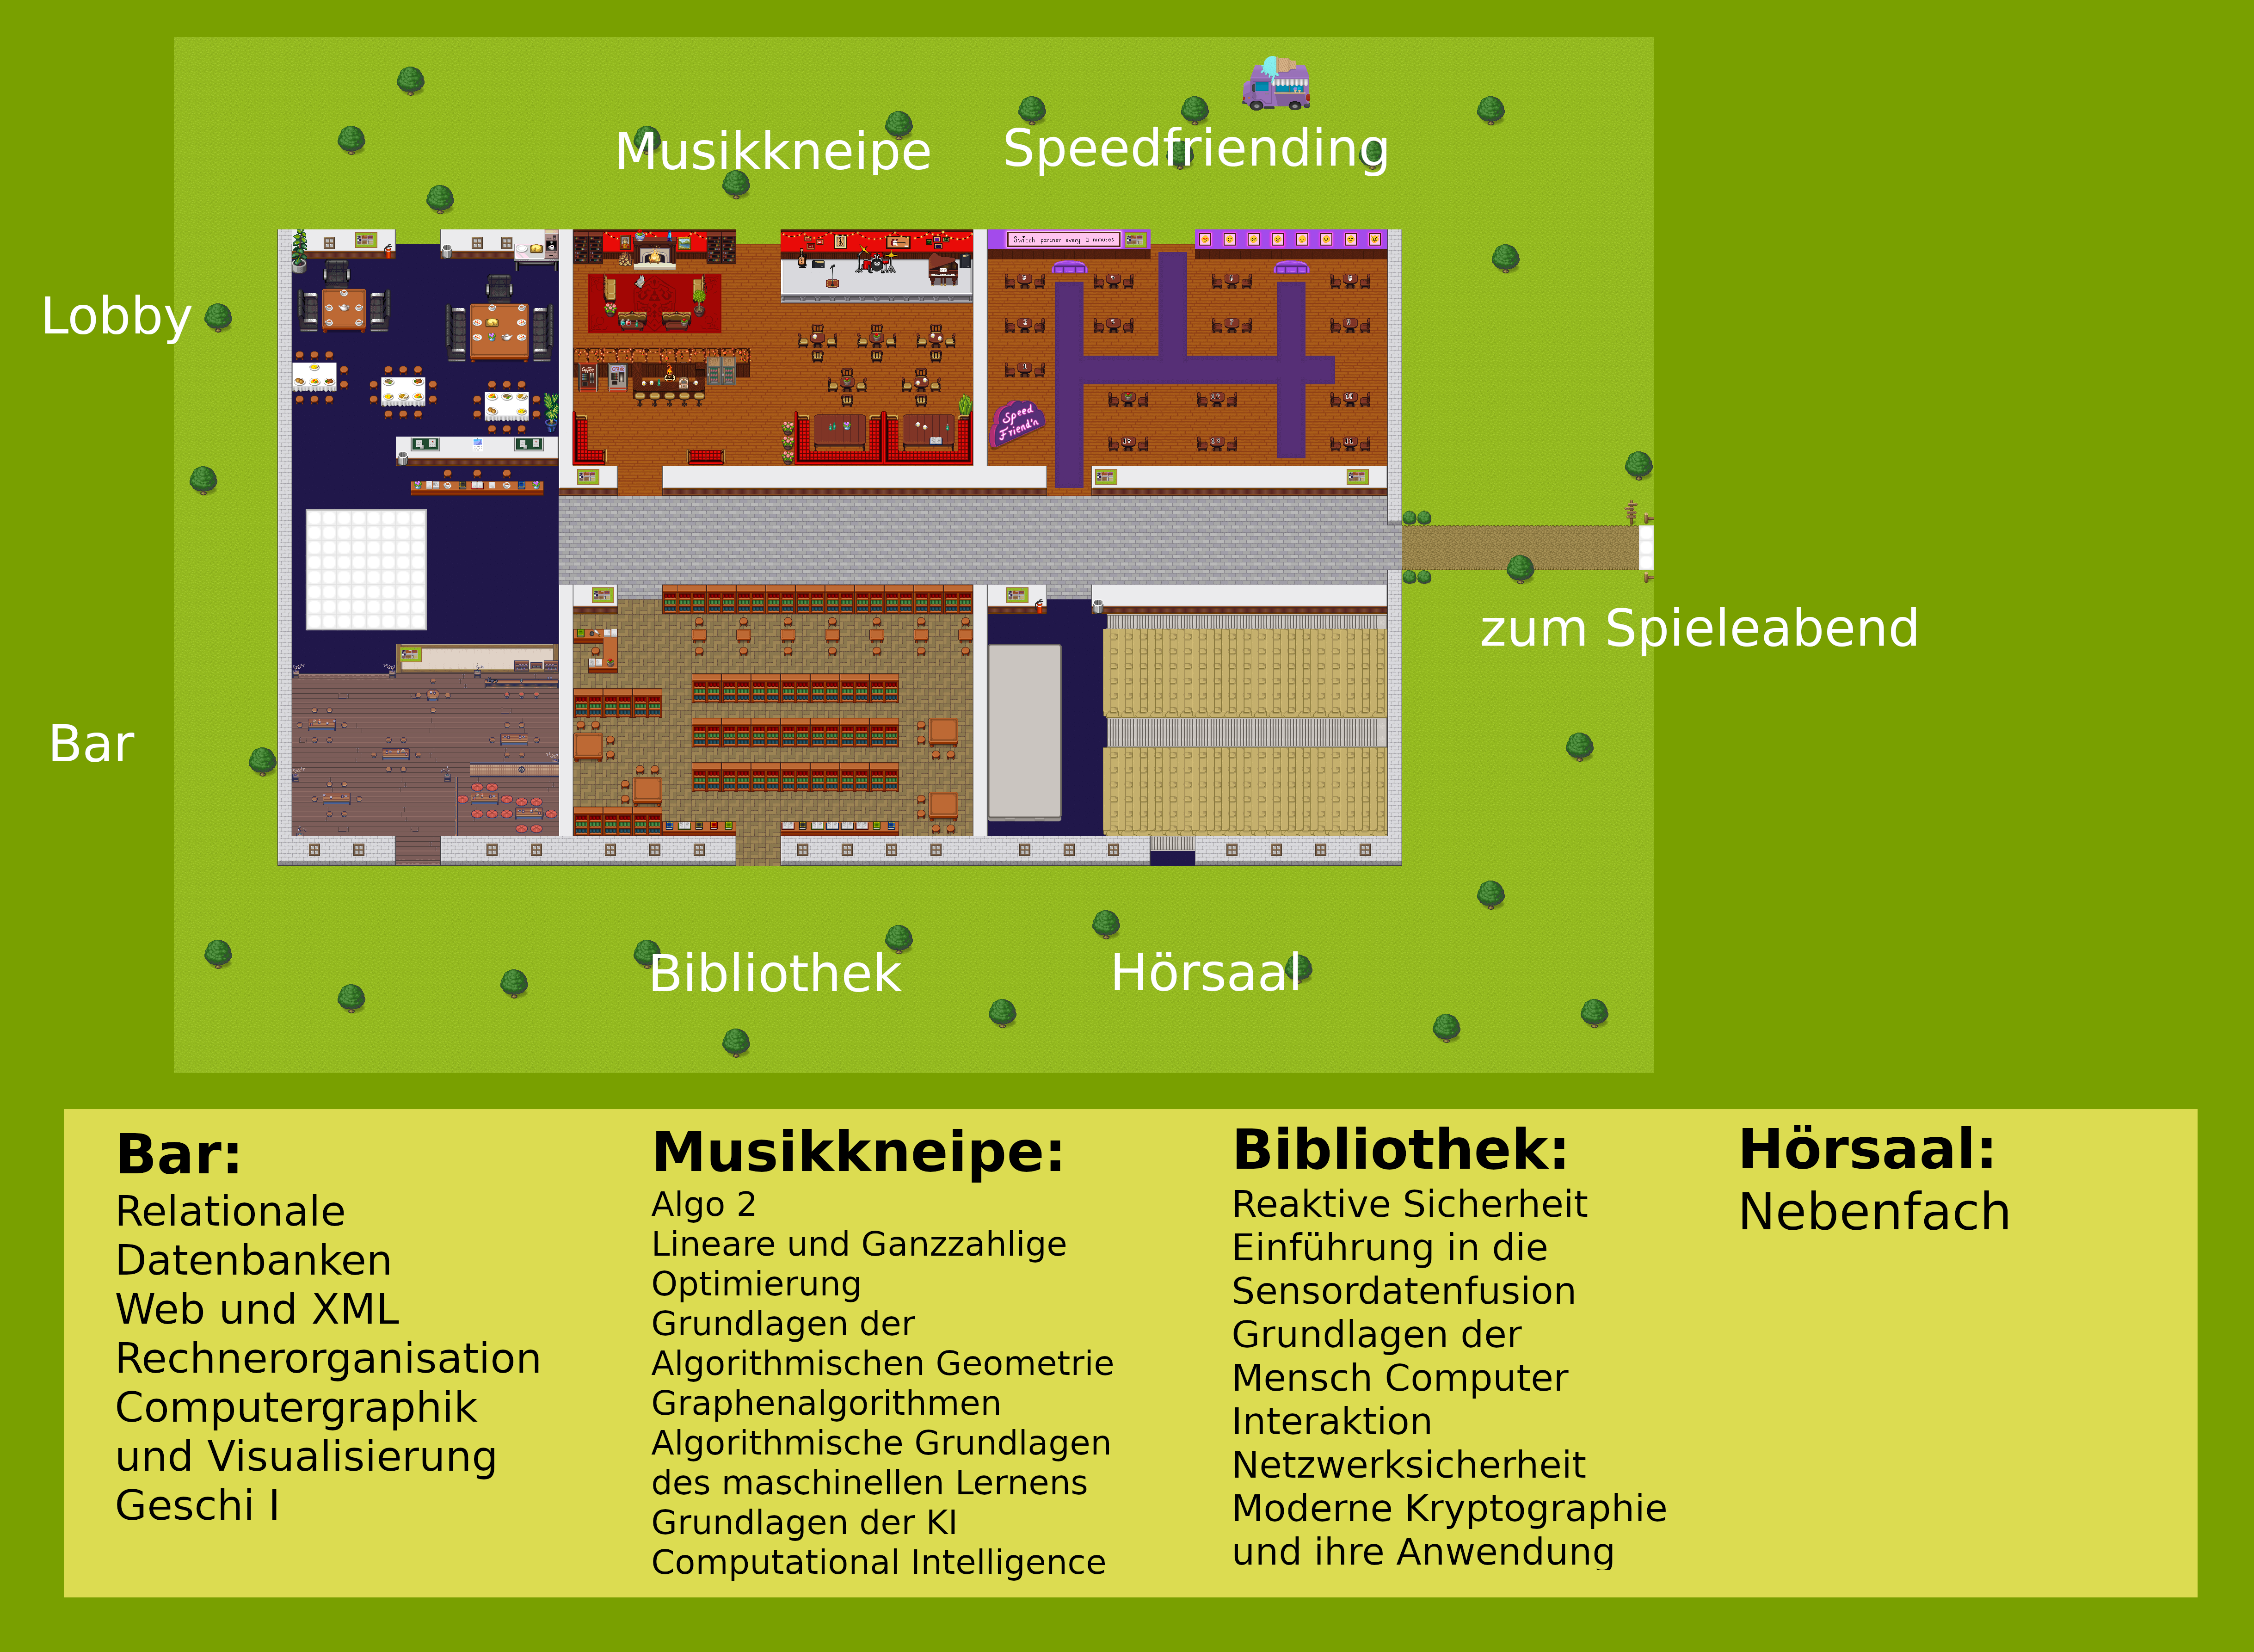 Musikkneipe
Speedfriending
Switch partner every 5 minutes
Lobby
Speed
Friend'n
zum Spieleabend
Bar
Bibliothek
Hörsaal
Bar:
Relationale
Datenbanken
Web und XML
Rechnerorganisation
Computergraphik
und Visualisierung
Geschi I
Musikkneipe:
Algo 2
Lineare und Ganzzahlige
Optimierung
Grundlagen der
Algorithmischen Geometrie
Graphenalgorithmen
Algorithmische Grundlagen
des maschinellen Lernens
Grundlagen der KI
Computational Intelligence
Bibliothek:
Reaktive Sicherheit
Einführung in die
Sensordatenfusion
Grundlagen der
Mensch Computer
Interaktion
Netzwerksicherheit
Moderne Kryptographie
und ihre Anwendung
Hörsaal:
Nebenfach